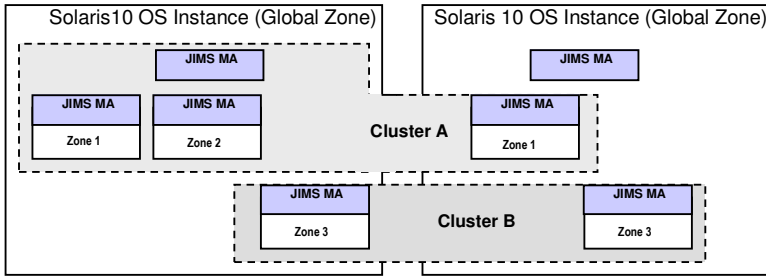 Solaris10 OS Instance (Global Zone)
Solaris 10 OS Instance (Global Zone)
JIMS MA
JIMS MA
JIMS MA
Zone 1
JIMS MA
Zone 2
Cluster A
JIMS MA
Zone 1
JIMS MA
Zone 3
Cluster B
JIMS MA
Zone 3